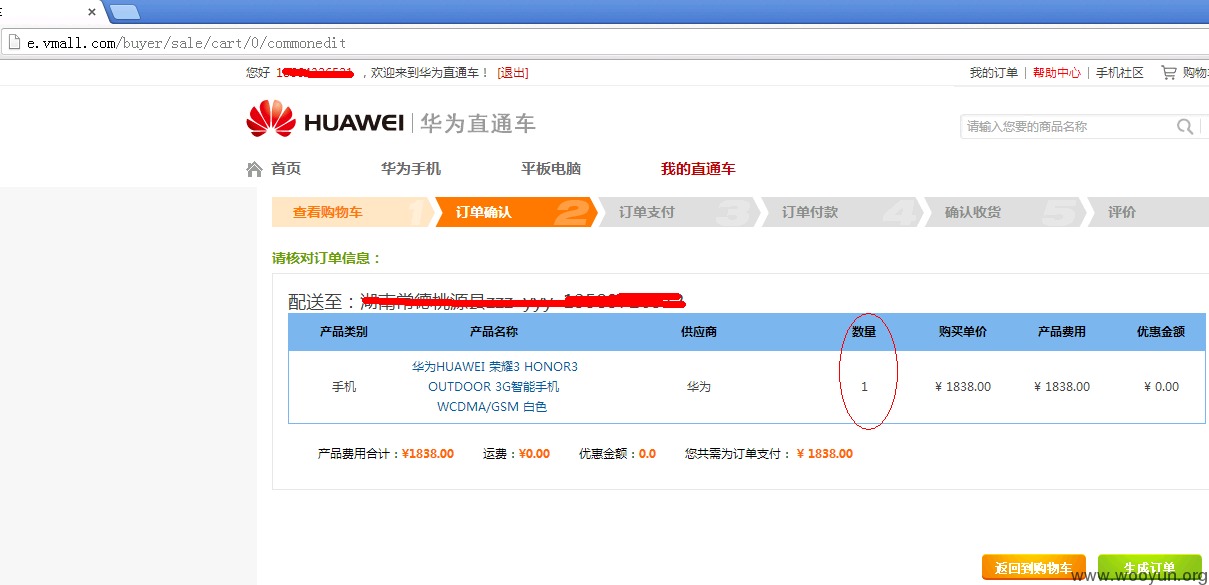 e.vmall.com/buyer/sale/cart/0/commonedit
您好 ，欢迎来到华为直通车！ [退出]
我的订单 | 帮助中心 | 手机社区 购物
HUAWEI 华为直通车
请输入您要的商品名称
首页 华为手机 平板电脑 我的直通车
查看购物车 1 订单确认 2 订单支付 3 订单付款 4 确认收货 5 评价
请核对订单信息：
配送至：
产品类别 产品名称 供应商 数量 购买单价 产品费用 优惠金额
华为HUAWEI 荣耀3 HONOR3
手机 OUTDOOR 3G智能手机 华为 1 ¥ 1838.00 ¥ 1838.00 ¥ 0.00
WCDMA/GSM 白色
产品费用合计：¥1838.00 运费：¥0.00 优惠金额：0.0 您共需为订单支付： ¥ 1838.00
返回到购物车 生成订单
www.wooyun.org